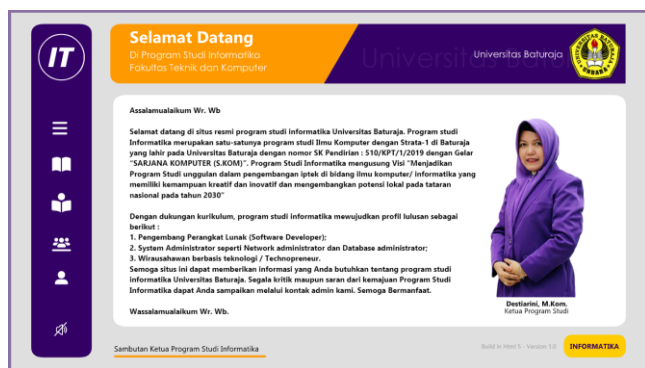 IT
Selamat Datang
Di Program Studi Informatika
Fakultas Teknik dan Komputer
Universitas Baturaja
Universitas Baturaja
Assalamualaikum Wr. Wb
Selamat datang di situs resmi program studi informatika Universitas Baturaja. Program studi
Informatika merupakan satu-satunya program studi Ilmu Komputer dengan Strata-1 di Baturaja
yang lahir pada Universitas Baturaja dengan nomor SK Pendirian : 510/KPT/1/2019 dengan Gelar
"SARJANA KOMPUTER (S.KOM)". Program Studi Informatika mengusung Visi "Menjadikan
Program Studi unggulan dalam pengembangan iptek di bidang ilmu komputer/ informatika yang
memiliki kemampuan kreatif dan inovatif dan mengembangkan potensi lokal pada tataran
nasional pada tahun 2030"
Dengan dukungan kurikulum, program studi informatika mewujudkan profil lulusan sebagai
berikut :
1. Pengembang Perangkat Lunak (Software Developer);
2. System Administrator seperti Network administrator dan Database administrator;
3. Wirausahawan berbasis teknologi / Technopreneur.
Semoga situs ini dapat memberikan informasi yang Anda butuhkan tentang program studi
informatika Universitas Baturaja. Segala kritik maupun saran dari kemajuan Program Studi
Informatika dapat Anda sampaikan melalui kontak admin kami. Semoga Bermanfaat.
Wassalamualaikum Wr. Wb.
Destiarini, M.Kom.
Ketua Program Studi
Sambutan Ketua Program Studi Informatika
Build in Html 5 - Version 1.0
INFORMATIKA